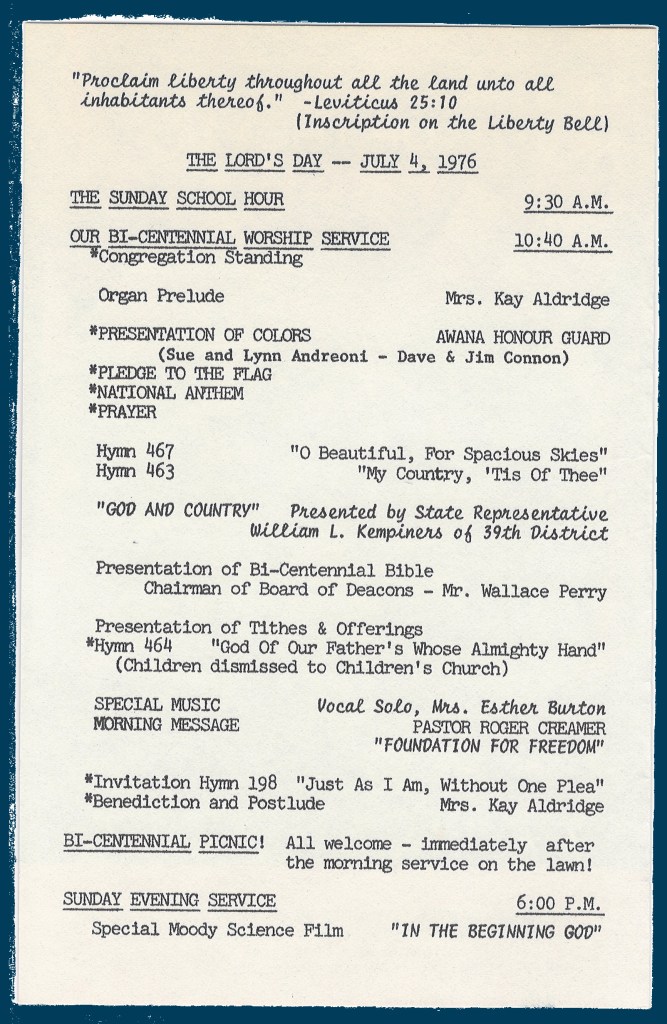 "Proclaim liberty throughout all the land unto all
inhabitants thereof." -Leviticus 25:10
(Inscription on the Liberty Bell)
THE LORD'S DAY -- JULY 4, 1976
THE SUNDAY SCHOOL HOUR 9:30 A.M.
OUR BI-CENTENNIAL WORSHIP SERVICE 10:40 A.M.
*Congregation Standing
Organ Prelude Mrs. Kay Aldridge
*PRESENTATION OF COLORS AWANA HONOUR GUARD
(Sue and Lynn Andreoni - Dave & Jim Connon)
*PLEDGE TO THE FLAG
*NATIONAL ANTHEM
*PRAYER
Hymn 467 "O Beautiful, For Spacious Skies"
Hymn 463 "My Country, 'Tis Of Thee"
"GOD AND COUNTRY" Presented by State Representative
William L. Kempiners of 39th District
Presentation of Bi-Centennial Bible
Chairman of Board of Deacons - Mr. Wallace Perry
Presentation of Tithes & Offerings
*Hymn 464 "God Of Our Father's Whose Almighty Hand"
(Children dismissed to Children's Church)
SPECIAL MUSIC Vocal Solo, Mrs. Esther Burton
MORNING MESSAGE PASTOR ROGER CREAMER
"FOUNDATION FOR FREEDOM"
*Invitation Hymn 198 "Just As I Am, Without One Plea"
*Benediction and Postlude Mrs. Kay Aldridge
BI-CENTENNIAL PICNIC! All welcome - immediately after
the morning service on the lawn!
SUNDAY EVENING SERVICE 6:00 P.M.
Special Moody Science Film "IN THE BEGINNING GOD"